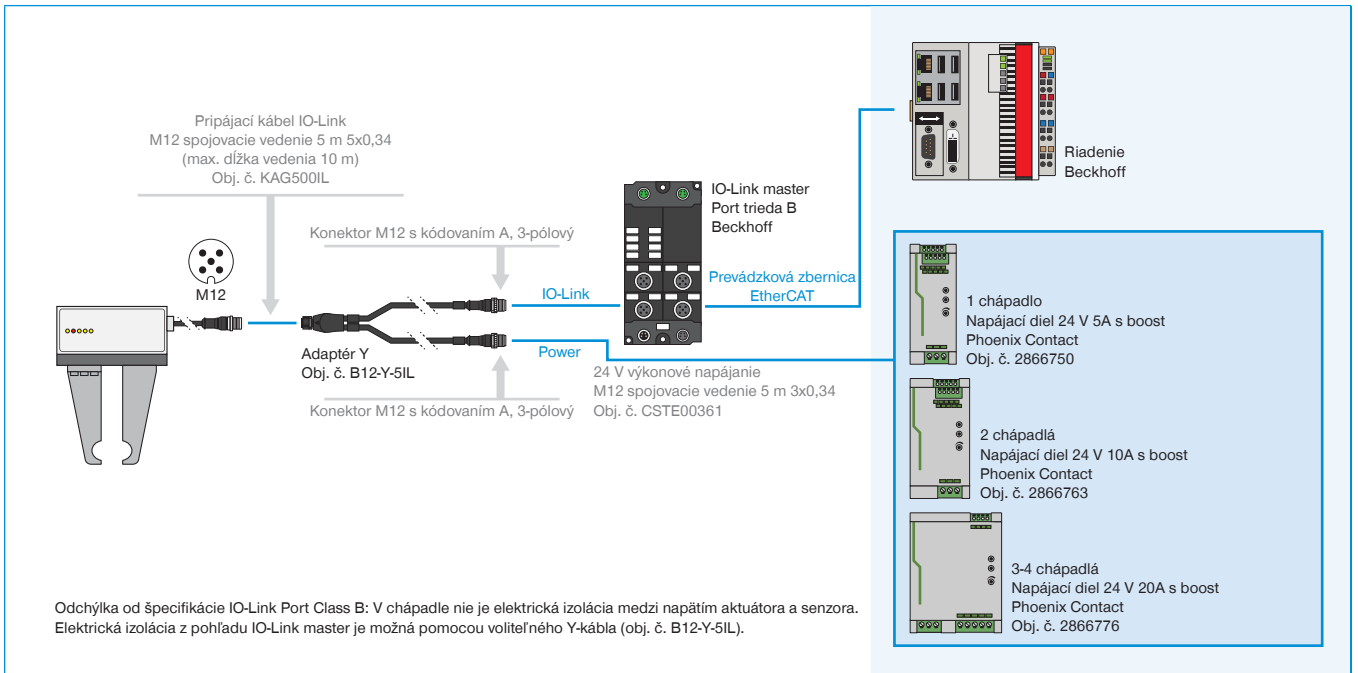 Pripájací kábel IO-Link
M12 spojovacie vedenie 5 m 5x0,34
(max. dĺžka vedenia 10 m)
Obj. č. KAG500IL
M12
Konektor M12 s kódovaním A, 3-pólový
Adaptér Y
Obj. č. B12-Y-5IL
Konektor M12 s kódovaním A, 3-pólový
IO-Link
Power
24 V výkonové napájanie
M12 spojovacie vedenie 5 m 3x0,34
Obj. č. CSTE00361
IO-Link master
Port trieda B
Beckhoff
Prevádzková zbernica
EtherCAT
Riadenie
Beckhoff
1 chápadlo
Napájací diel 24 V 5A s boost
Phoenix Contact
Obj. č. 2866750
2 chápadlá
Napájací diel 24 V 10A s boost
Phoenix Contact
Obj. č. 2866763
3-4 chápadlá
Napájací diel 24 V 20A s boost
Phoenix Contact
Obj. č. 2866776
Odchýlka od špecifikácie IO-Link Port Class B: V chápadle nie je elektrická izolácia medzi napätím aktuátora a senzora.
Elektrická izolácia z pohľadu IO-Link master je možná pomocou voliteľného Y-kábla (obj. č. B12-Y-5IL).